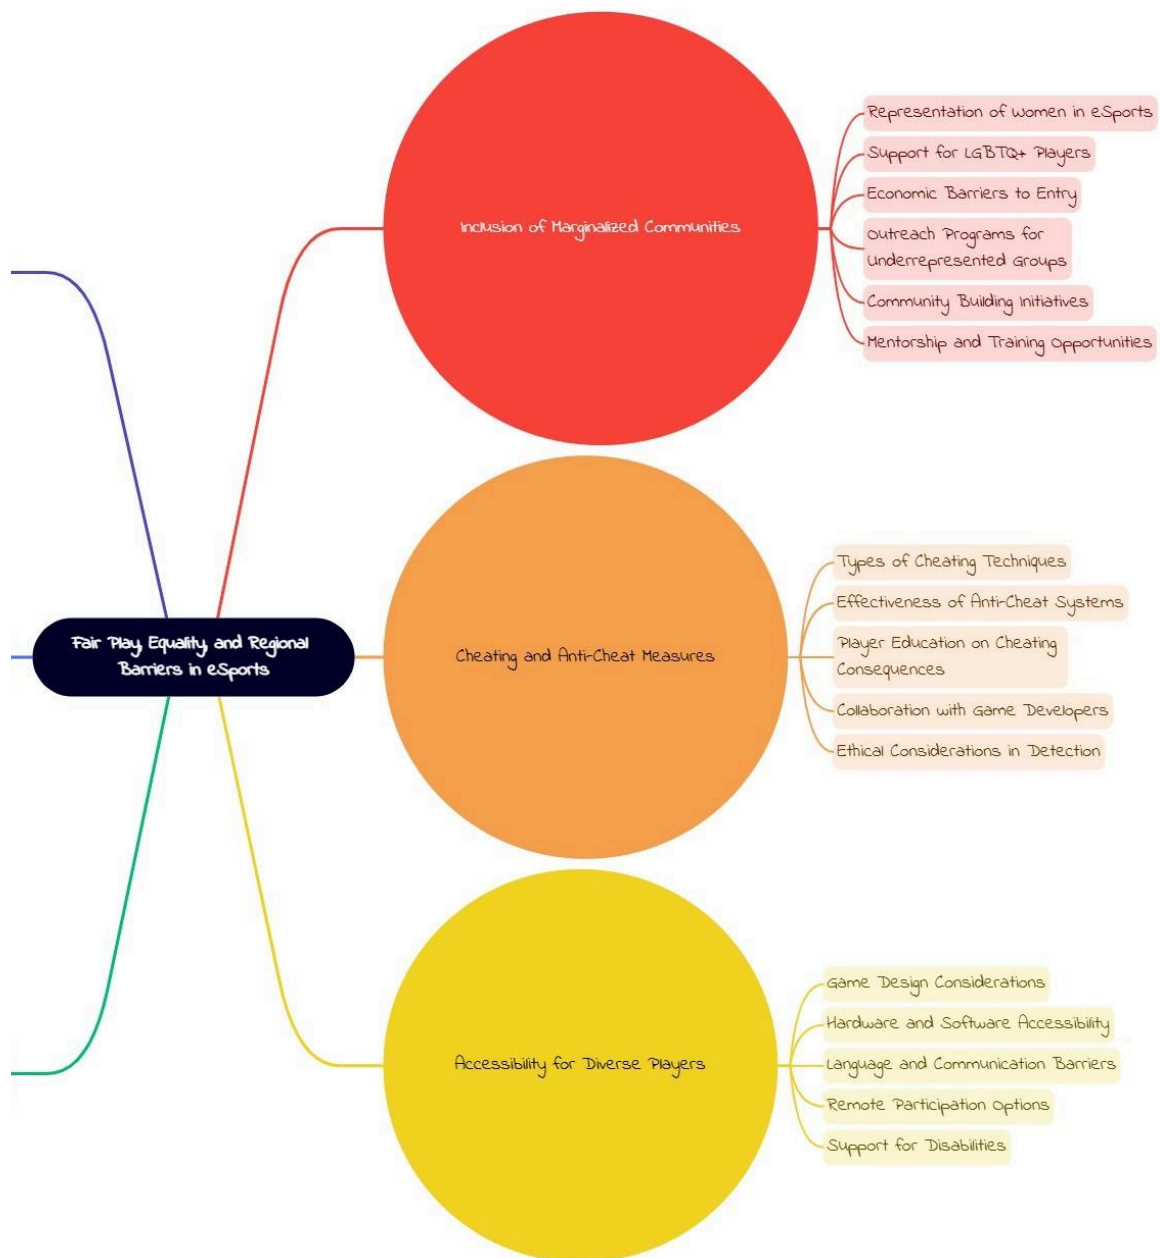 Fair Play, Equality, and Regional
Barriers in eSports
Inclusion of Marginalized Communities
Representation of Women in eSports
Support for LGBTQ+ Players
Economic Barriers to Entry
Outreach Programs for
Underrepresented Groups
Community Building Initiatives
Mentorship and Training Opportunities
Cheating and Anti-Cheat Measures
Types of Cheating Techniques
Effectiveness of Anti-Cheat Systems
Player Education on Cheating
Consequences
Collaboration with Game Developers
Ethical Considerations in Detection
Accessibility for Diverse Players
Game Design Considerations
Hardware and Software Accessibility
Language and Communication Barriers
Remote Participation Options
Support for Disabilities